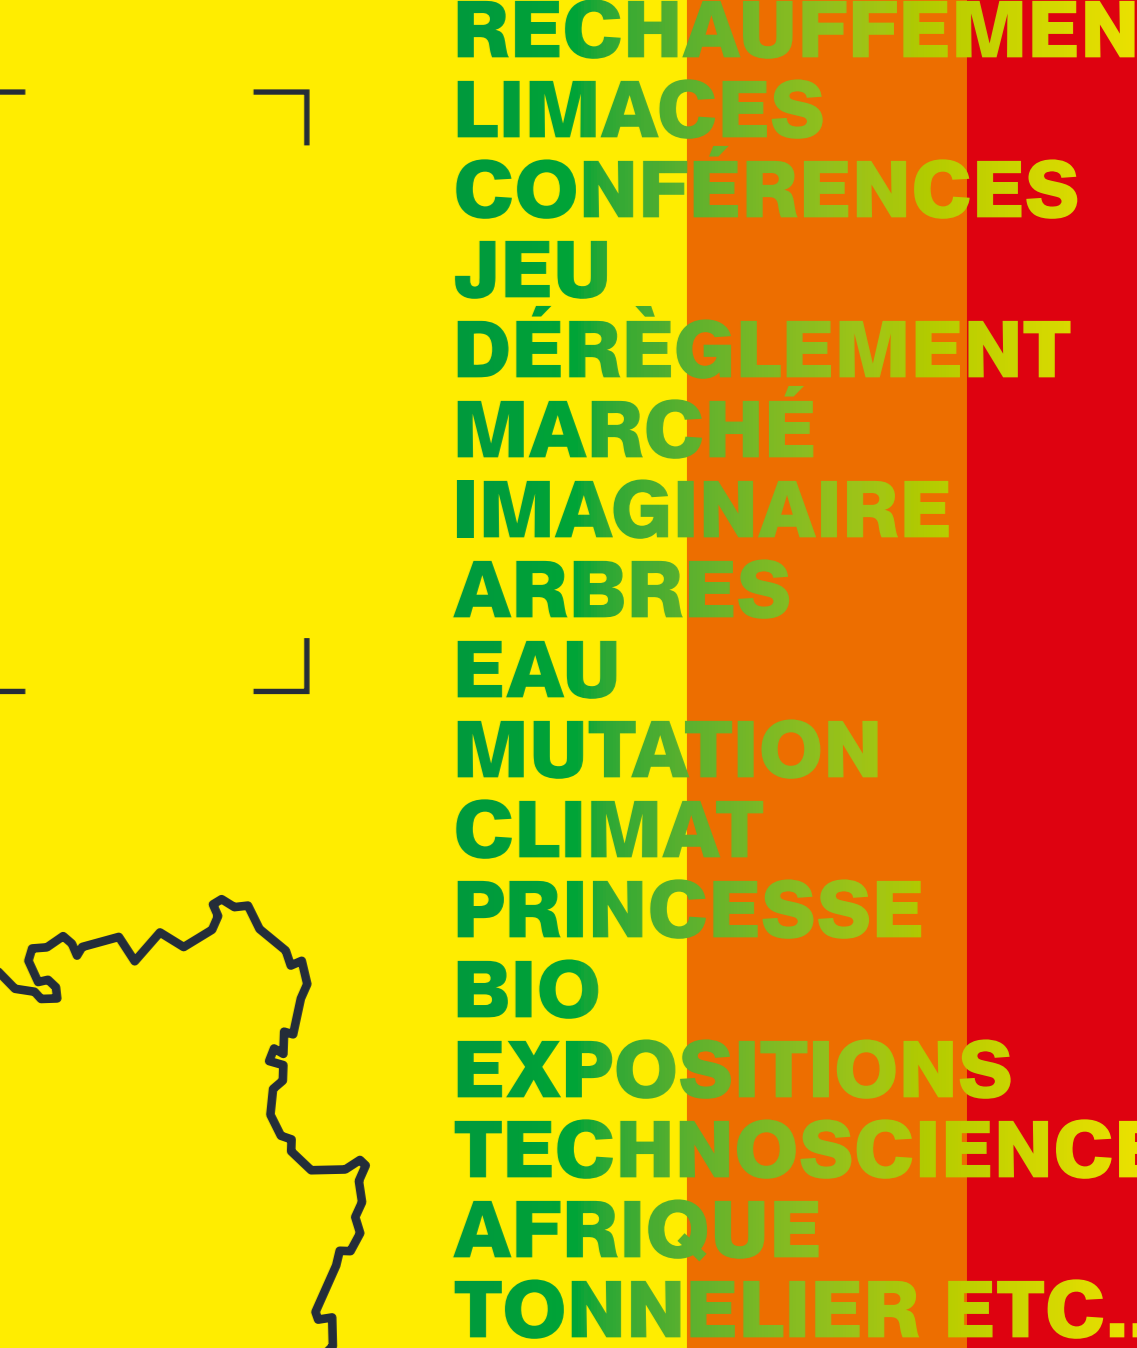 RECHAUFFEMEN
LIMACES
CONFÉRENCES
JEU
DÉRÈGLEMENT
MARCHÉ
IMAGINAIRE
ARBRES
EAU
MUTATION
CLIMAT
PRINCESSE
BIO
EXPOSITIONS
TECHNOSCIENCE
AFRIQUE
TONNELIER ETC..